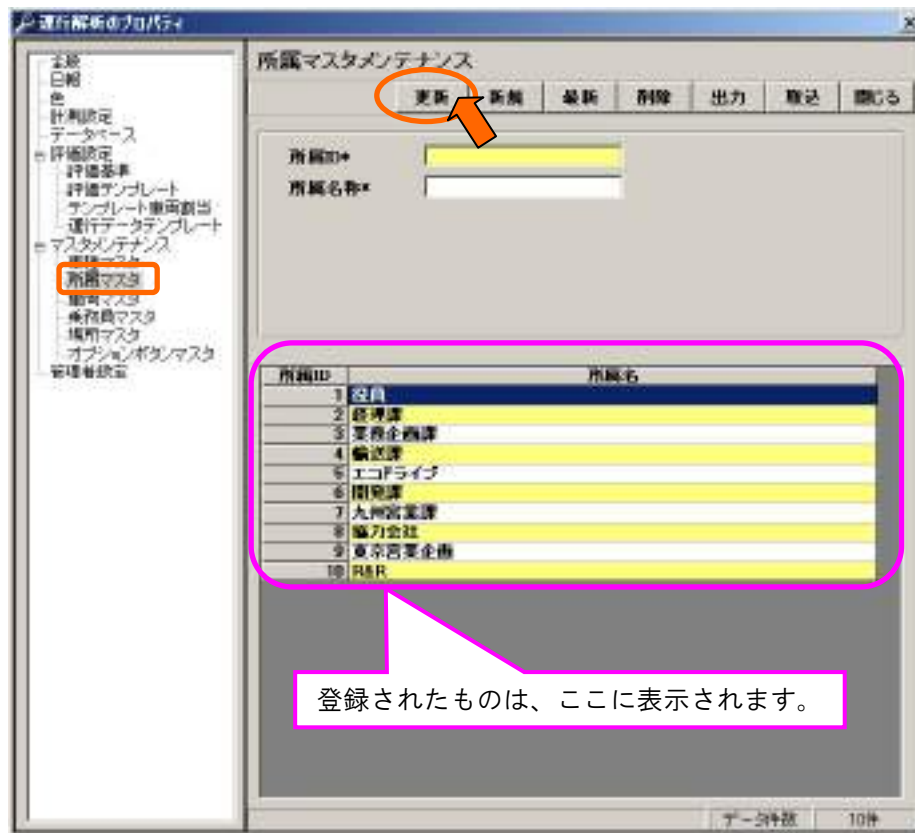 運行解析のプロパティ
全般
日報
色
計測設定
データベース
評価設定
評価基準
評価テンプレート
テンプレート車両割当
運行データテンプレート
マスタメンテナンス
所属マスタ
車両マスタ
乗務員マスタ
場所マスタ
オプションボタンマスタ
管理者設定
所属マスタメンテナンス
更新 新規 最新 削除 出力 取込 閉じる
所属ID*
所属名称*
所属ID 所属名
1 役員
2 経理課
3 業務企画課
4 輸送課
5 エコドライブ
6 開発課
7 九州営業課
8 協力会社
9 東京営業企画
10 R&R
登録されたものは、ここに表示されます。
データ件数 10件